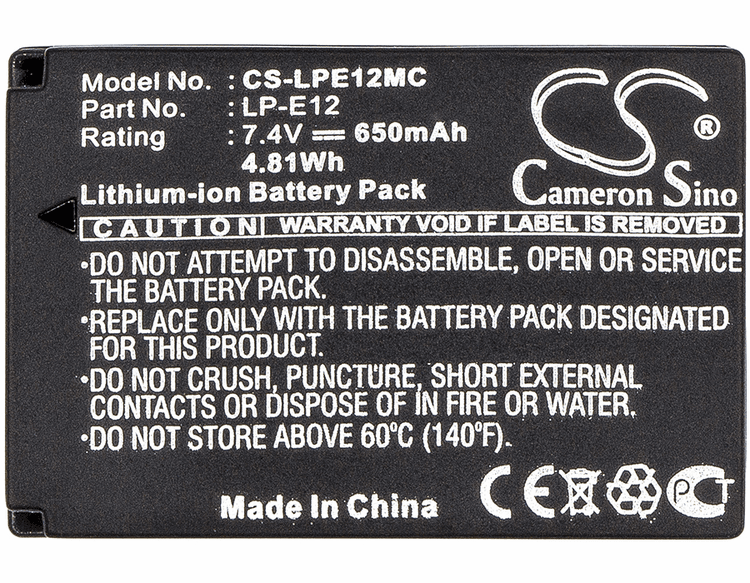 Model No. : CS-LPE12MC
Part No. : LP-E12
Rating : 7.4V 650mAh
4.81Wh
CS ®
Cameron Sino
Lithium-ion Battery Pack
CAUTION WARRANTY VOID IF LABEL IS REMOVED
•DO NOT ATTEMPT TO DISASSEMBLE, OPEN OR SERVICE
THE BATTERY PACK.
•REPLACE ONLY WITH THE BATTERY PACK DESIGNATED
FOR THIS PRODUCT.
•DO NOT CRUSH, PUNCTURE, SHORT EXTERNAL
CONTACTS OR DISPOSE OF IN FIRE OR WATER.
•DO NOT STORE ABOVE 60°C (140°F).
Made in China
CE PCT